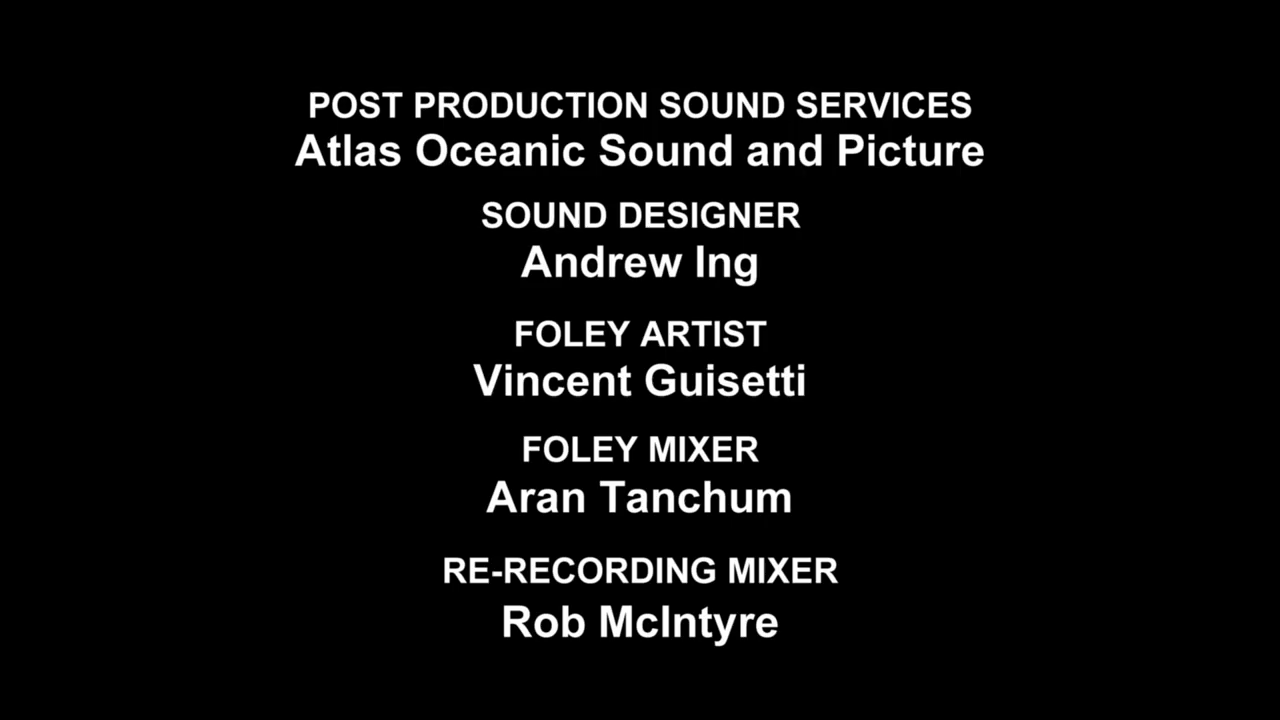 POST PRODUCTION SOUND SERVICES
Atlas Oceanic Sound and Picture
SOUND DESIGNER
Andrew Ing
FOLEY ARTIST
Vincent Guisetti
FOLEY MIXER
Aran Tanchum
RE-RECORDING MIXER
Rob McIntyre